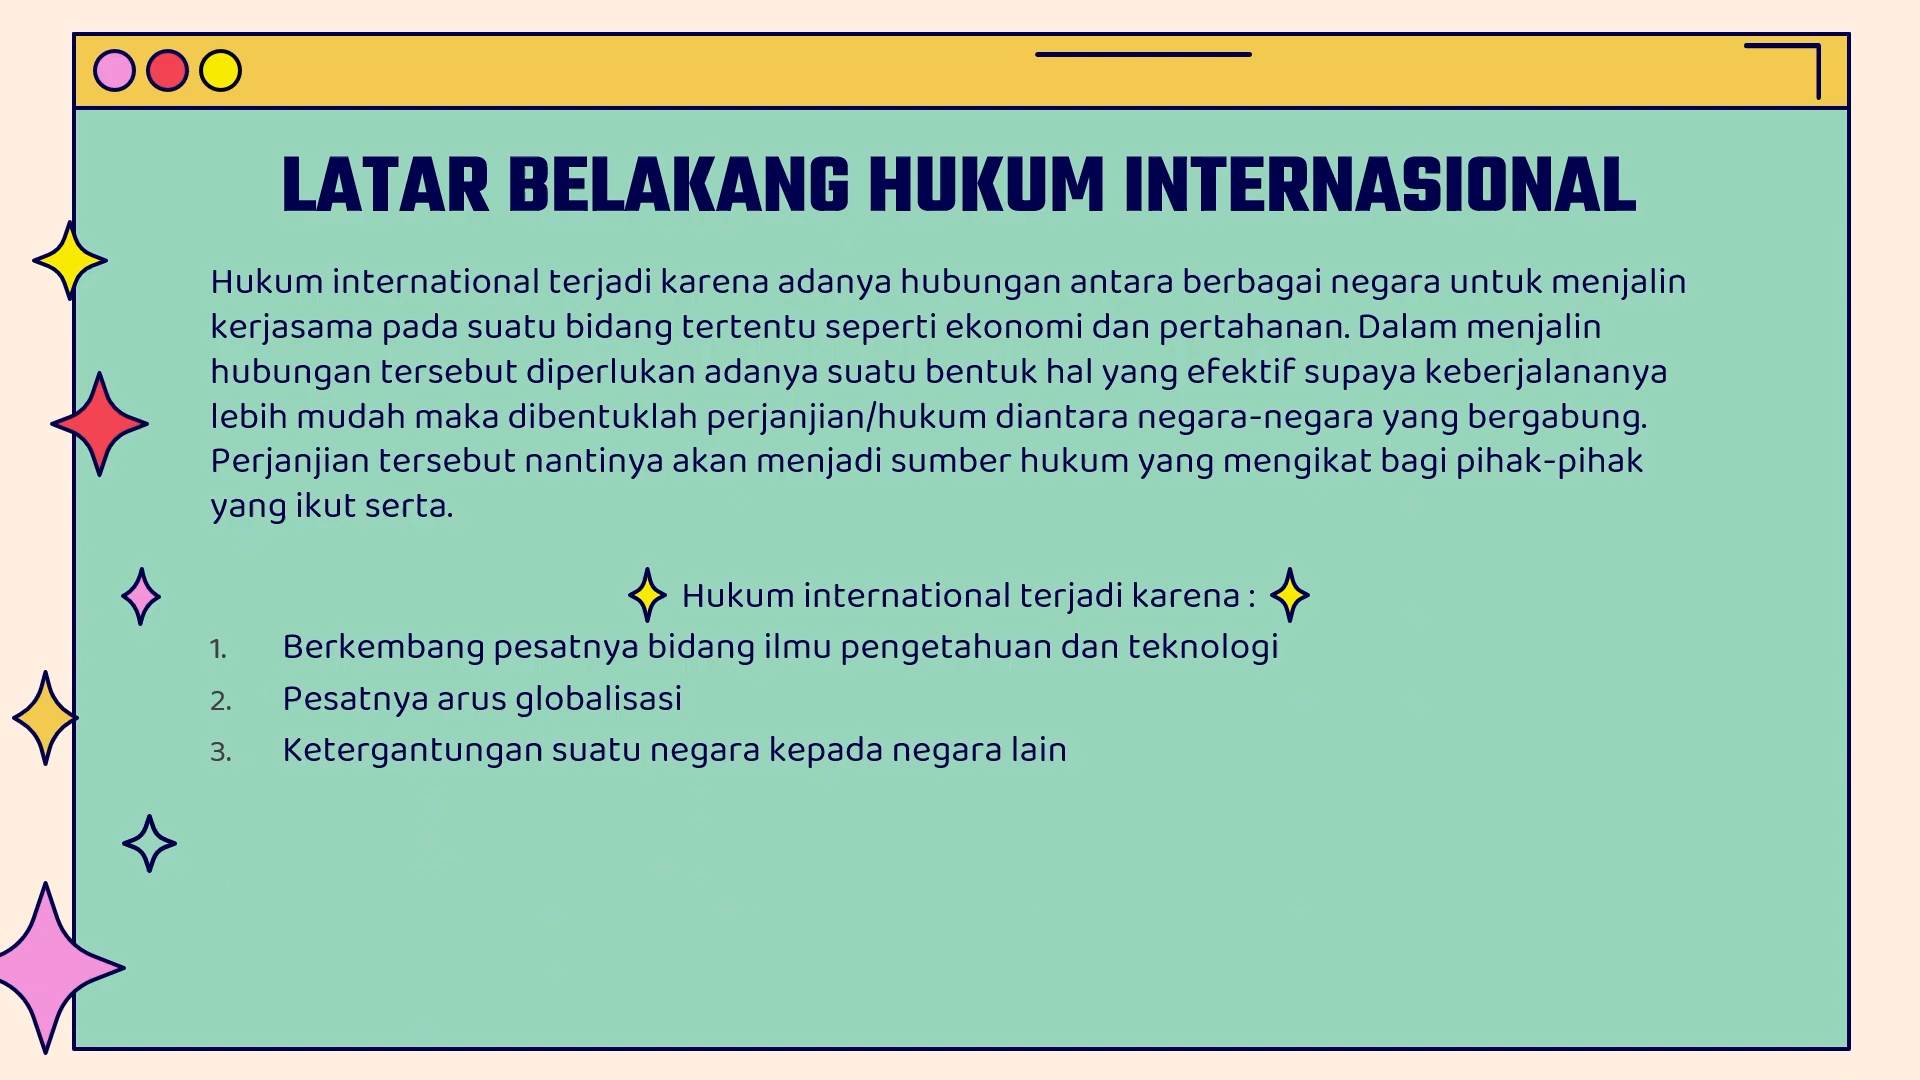 LATAR BELAKANG HUKUM INTERNASIONAL
Hukum international terjadi karena adanya hubungan antara berbagai negara untuk menjalin
kerjasama pada suatu bidang tertentu seperti ekonomi dan pertahanan. Dalam menjalin
hubungan tersebut diperlukan adanya suatu bentuk hal yang efektif supaya keberjalananya
lebih mudah maka dibentuklah perjanjian/hukum diantara negara-negara yang bergabung.
Perjanjian tersebut nantinya akan menjadi sumber hukum yang mengikat bagi pihak-pihak
yang ikut serta.
Hukum international terjadi karena :
1. Berkembang pesatnya bidang ilmu pengetahuan dan teknologi
2. Pesatnya arus globalisasi
3. Ketergantungan suatu negara kepada negara lain